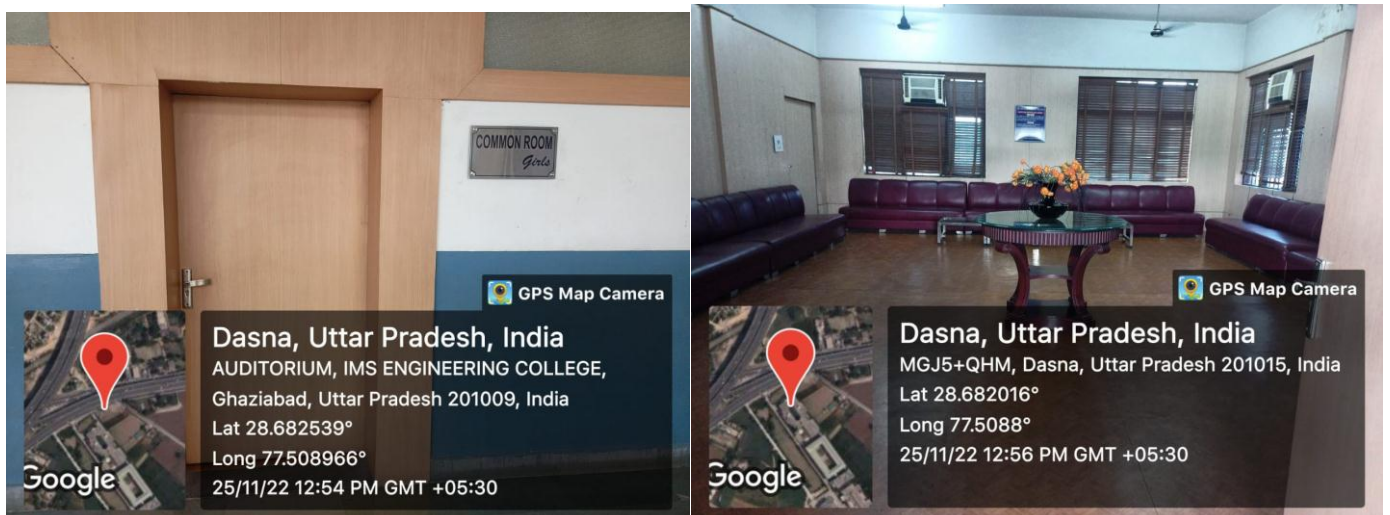 COMMON ROOM
Girls
GPS Map Camera
Dasna, Uttar Pradesh, India
AUDITORIUM, IMS ENGINEERING COLLEGE,
Ghaziabad, Uttar Pradesh 201009, India
Lat 28.682539°
Long 77.508966°
25/11/22 12:54 PM GMT +05:30
Google
GPS Map Camera
Dasna, Uttar Pradesh, India
MGJ5+QHM, Dasna, Uttar Pradesh 201015, India
Lat 28.682016°
Long 77.5088°
25/11/22 12:56 PM GMT +05:30
Google